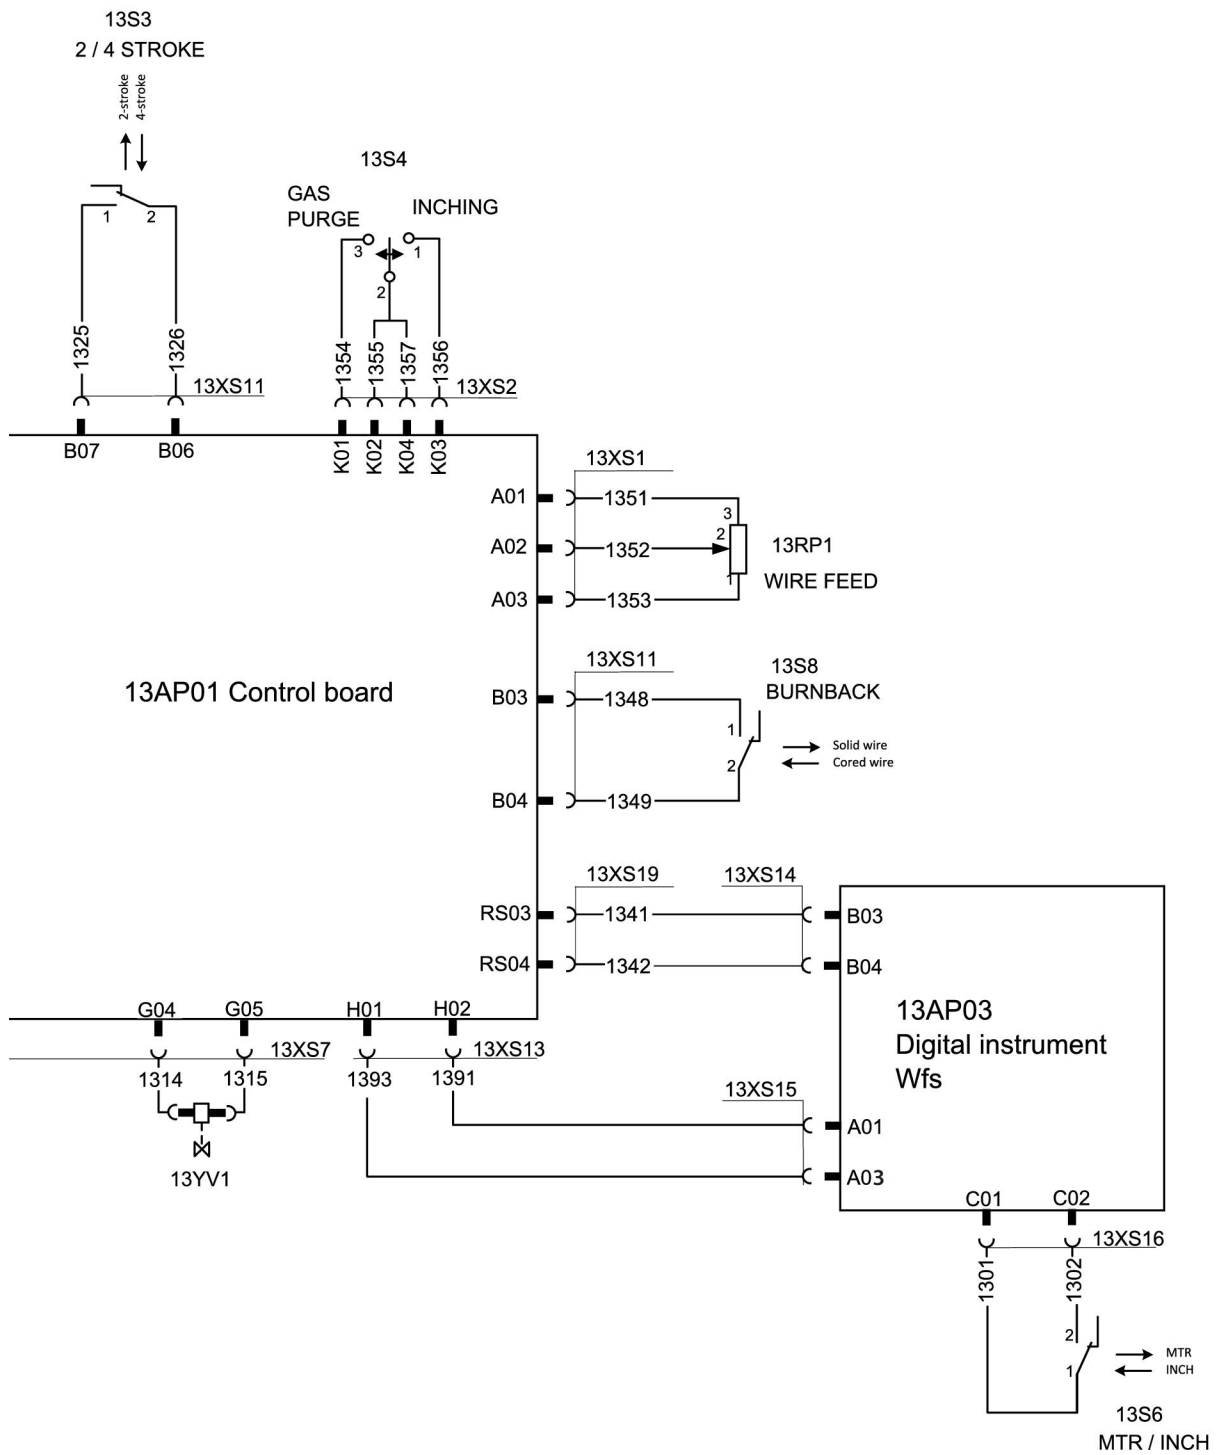 13S3
2 / 4 STROKE
2-stroke
4-stroke
1
2
1325
1326
13XS11
B07
B06
13S4
GAS
PURGE
INCHING
3
1
2
1354
1355
1357
1356
13XS2
K01
K02
K04
K03
13XS1
A01
1351
3
A02
1352
2
13RP1
WIRE FEED
A03
1353
1
13AP01 Control board
13XS11
13S8
BURNBACK
B03
1348
1
Solid wire
Cored wire
2
B04
1349
13XS19
13XS14
RS03
1341
B03
RS04
1342
B04
13AP03
Digital instrument
Wfs
G04
G05
H01
H02
13XS7
13XS13
1314
1315
1393
1391
13YV1
13XS15
A01
A03
C01
C02
13XS16
1301
1302
2
1
MTR
INCH
13S6
MTR / INCH